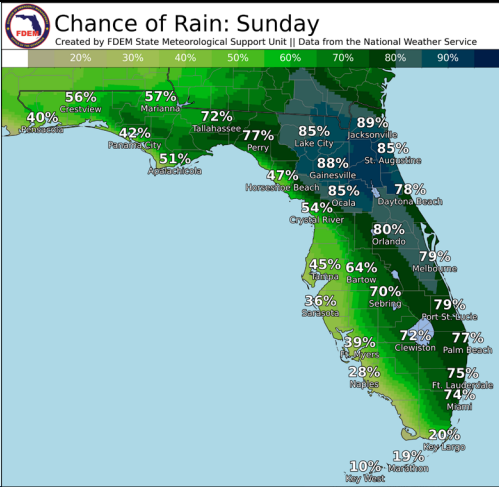 Chance of Rain: Sunday
FDEM
Created by FDEM State Meteorological Support Unit || Data from the National Weather Service
20% 30% 40% 50% 60% 70% 80% 90%
56%
Crestview
57%
Marianna
40%
Pensacola
72%
Tallahassee
42%
Panama City
77%
Perry
85%
Lake City
89%
Jacksonville
51%
Apalachicola
85%
St. Augustine
88%
Gainesville
47%
Horseshoe Beach
85%
Ocala
78%
Daytona Beach
54%
Crystal River
80%
Orlando
79%
Melbourne
45%
Tampa
64%
Bartow
70%
Sebring
36%
Sarasota
79%
Port St. Lucie
72%
Clewiston
77%
Palm Beach
39%
Ft. Myers
28%
Naples
75%
Ft. Lauderdale
74%
Miami
20%
Key Largo
19%
Marathon
10%
Key West